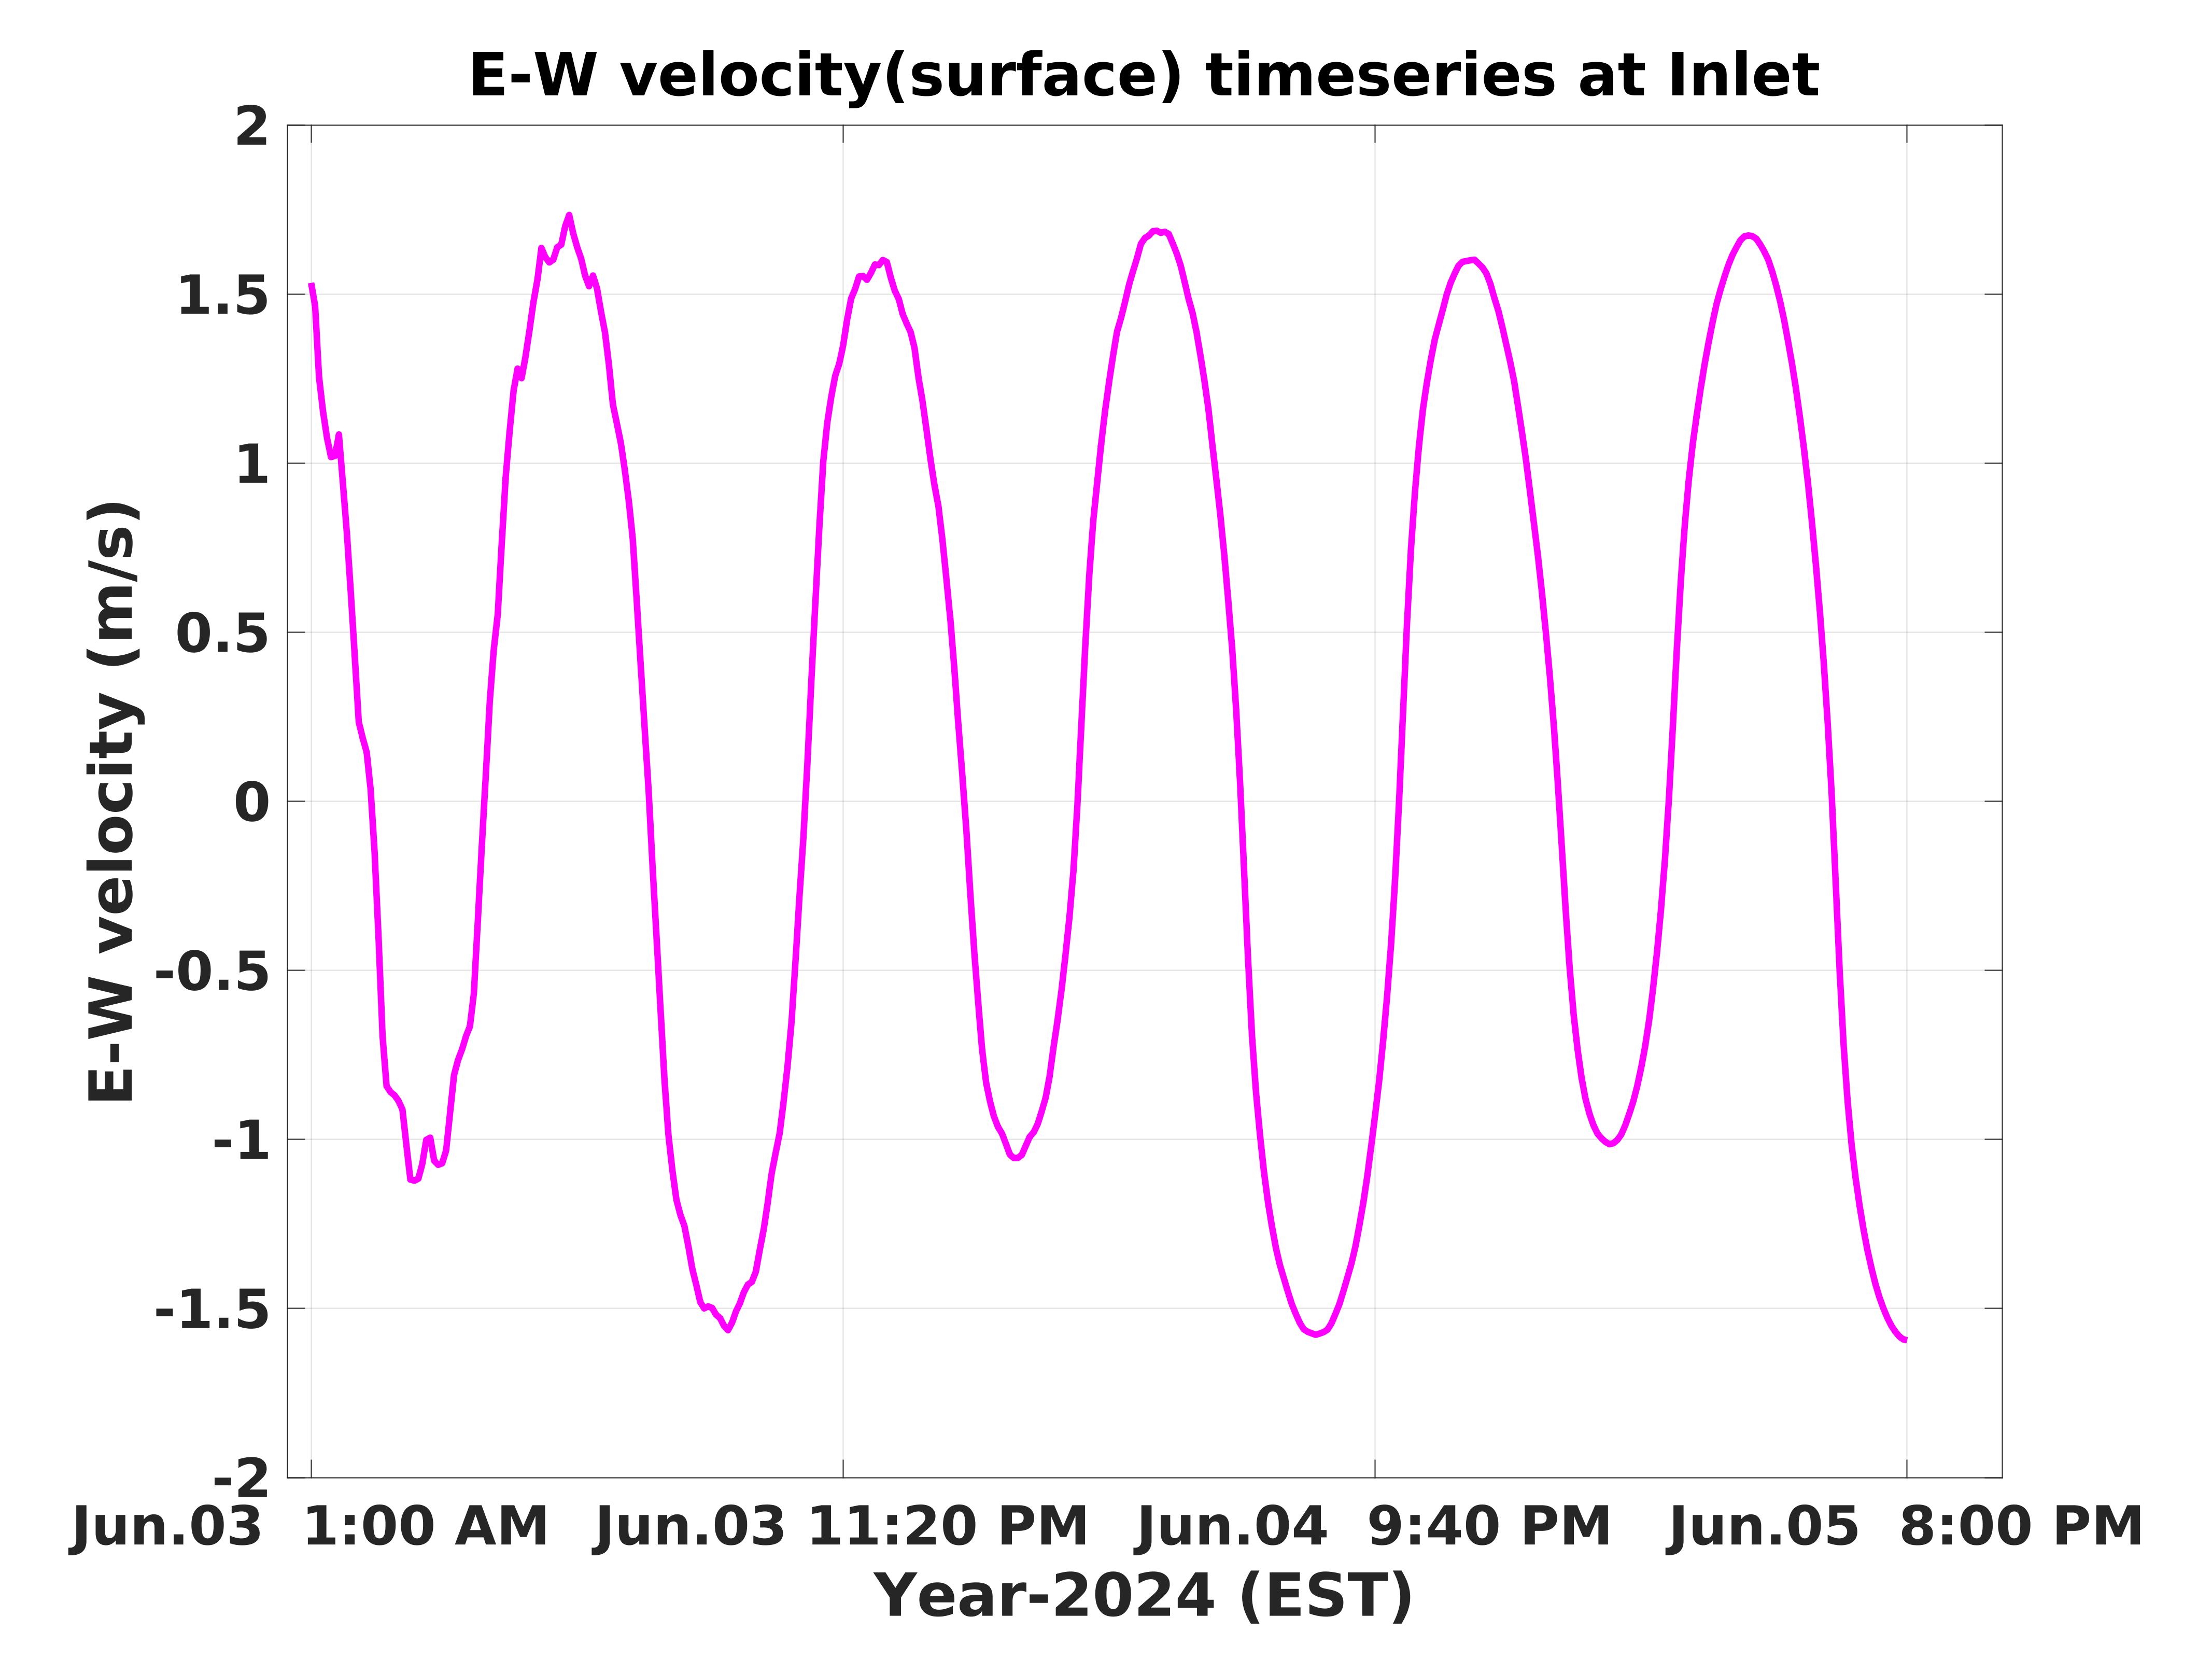 E-W velocity(surface) timeseries at Inlet
2
1.5
1
0.5
0
-0.5
-1
-1.5
-2
E-W velocity (m/s)
Jun.03 1:00 AM Jun.03 11:20 PM Jun.04 9:40 PM Jun.05 8:00 PM
Year-2024 (EST)